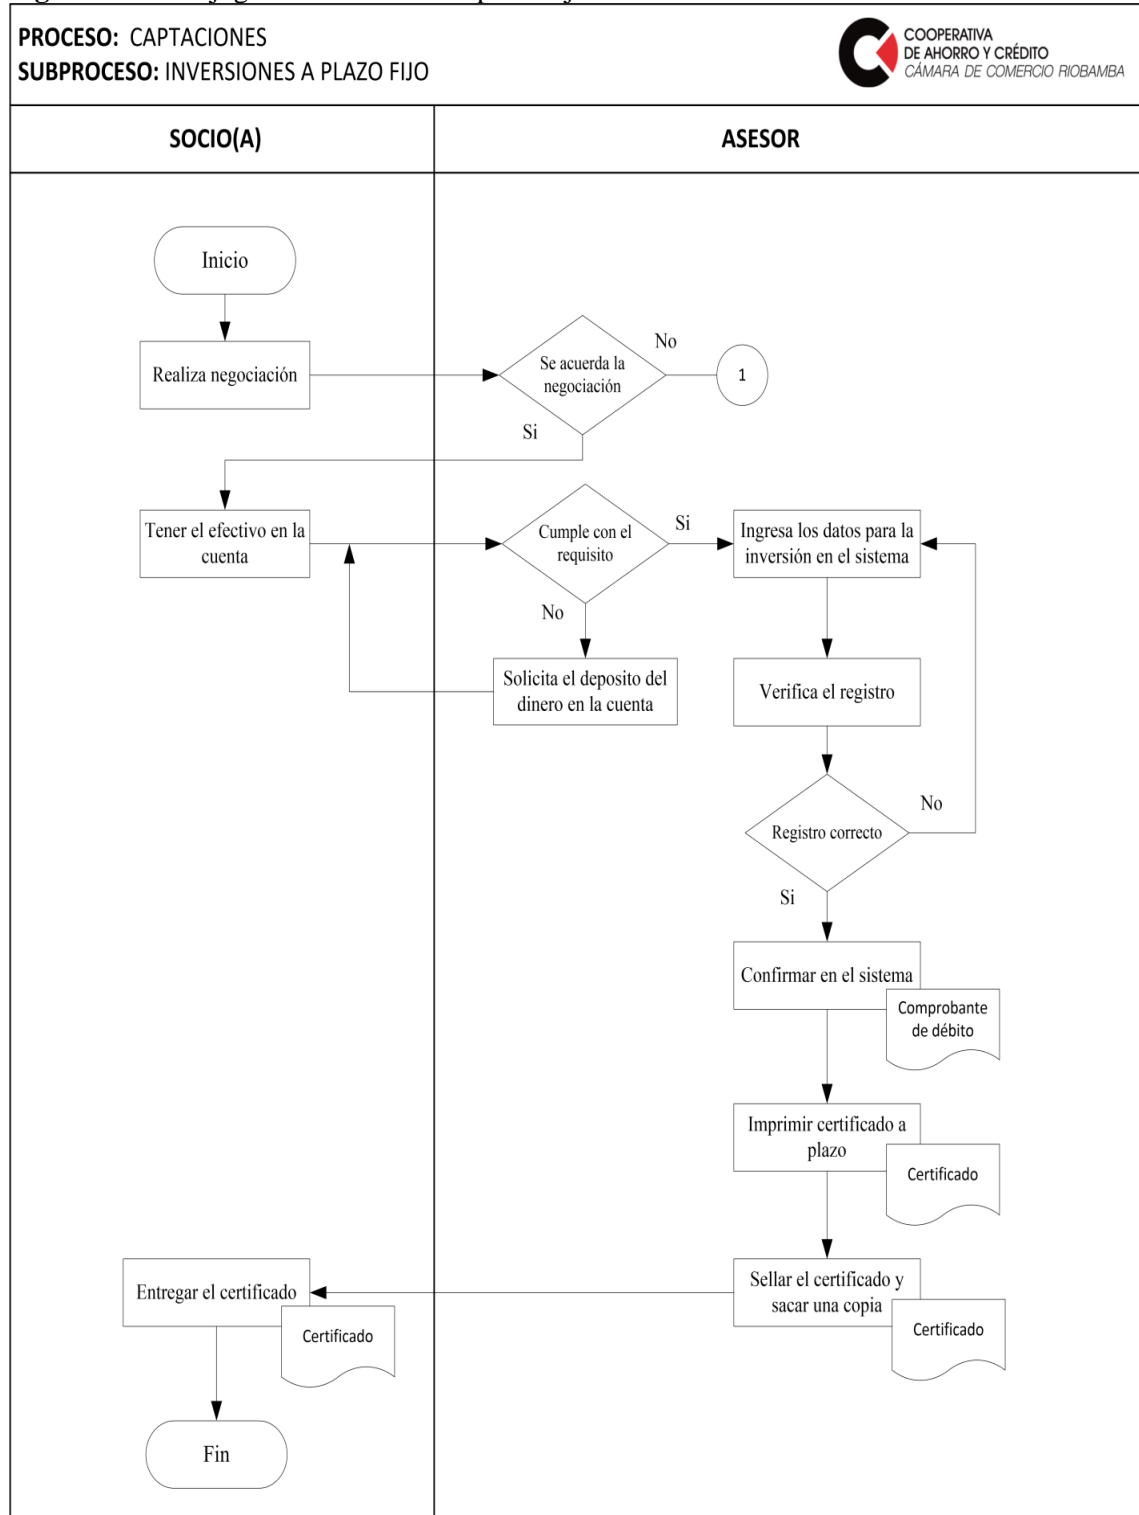 PROCESO: CAPTACIONES
SUBPROCESO: INVERSIONES A PLAZO FIJO
COOPERATIVA
DE AHORRO Y CRÉDITO
CÁMARA DE COMERCIO RIOBAMBA
SOCIO(A)
ASESOR
Inicio
Realiza negociación
Se acuerda la
negociación
No
1
Si
Tener el efectivo en la
cuenta
Cumple con el
requisito
Si
Ingresa los datos para la
inversión en el sistema
No
Solicita el deposito del
dinero en la cuenta
Verifica el registro
Registro correcto
No
Si
Confirmar en el sistema
Comprobante
de débito
Imprimir certificado a
plazo
Certificado
Sellar el certificado y
sacar una copia
Certificado
Entregar el certificado
Certificado
Fin